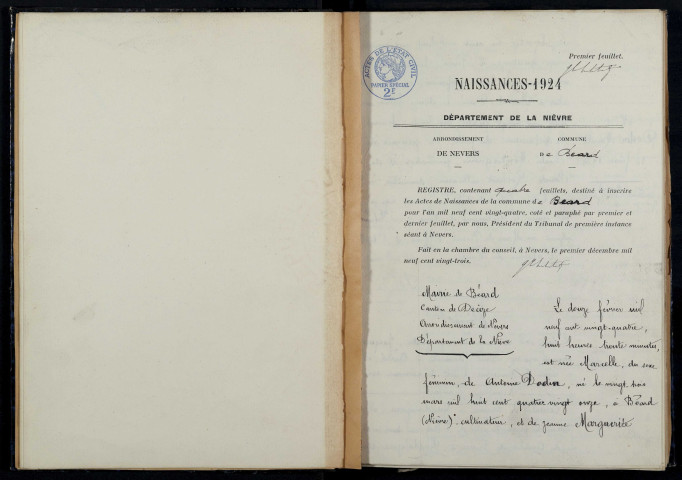 ACTES DE L'ÉTAT CIVIL
PAPIER SPÉCIAL
2F
Premier feuillet.
NAISSANCES-1924
DÉPARTEMENT DE LA NIÈVRE
ARRONDISSEMENT
DE NEVERS
COMMUNE
De Béard
REGISTRE, contenant quatre feuillets, destiné à inscrire
les Actes de Naissances de la commune de Béard
pour l'an mil neuf cent vingt-quatre, coté et paraphé par premier et
dernier feuillet, par nous, Président du Tribunal de première instance
séant à Nevers.
Fait en la chambre du conseil, à Nevers, le premier décembre mil
neuf cent vingt-trois.
Mairie de Béard
Canton de Decize
Arrondissement de Nevers
Département de la Nièvre
Le douze février mil
neuf cent vingt-quatre,
huit heures trente minutes,
est née Marcelle, du sexe
féminin, de Antoine Dodin, né le vingt trois
mars mil huit cent quatre vingt onze, à Béard
(Nièvre), cultivateur, et de Jeanne Marguerite